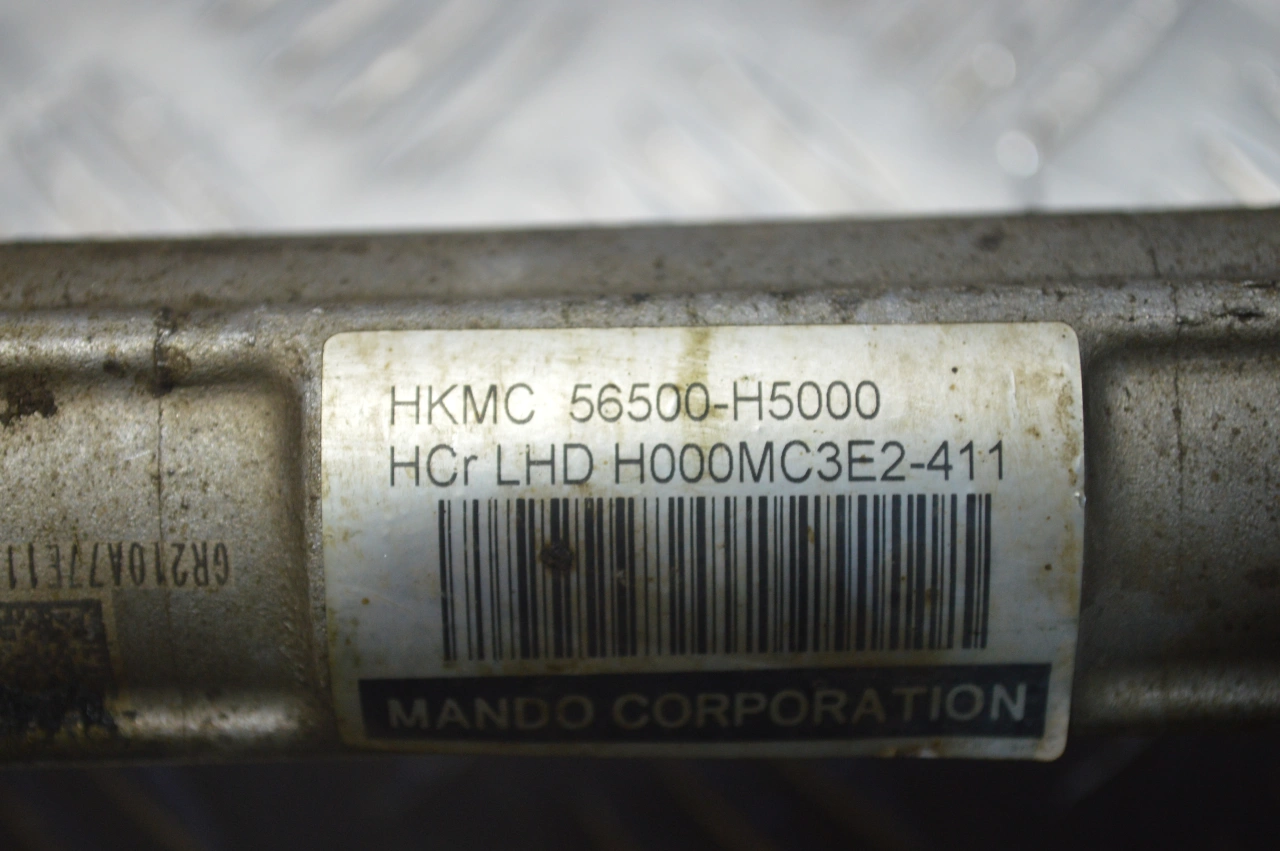 HKMC 56500-H5000
HCr LHD H000MC3E2-411
MANDO CORPORATION